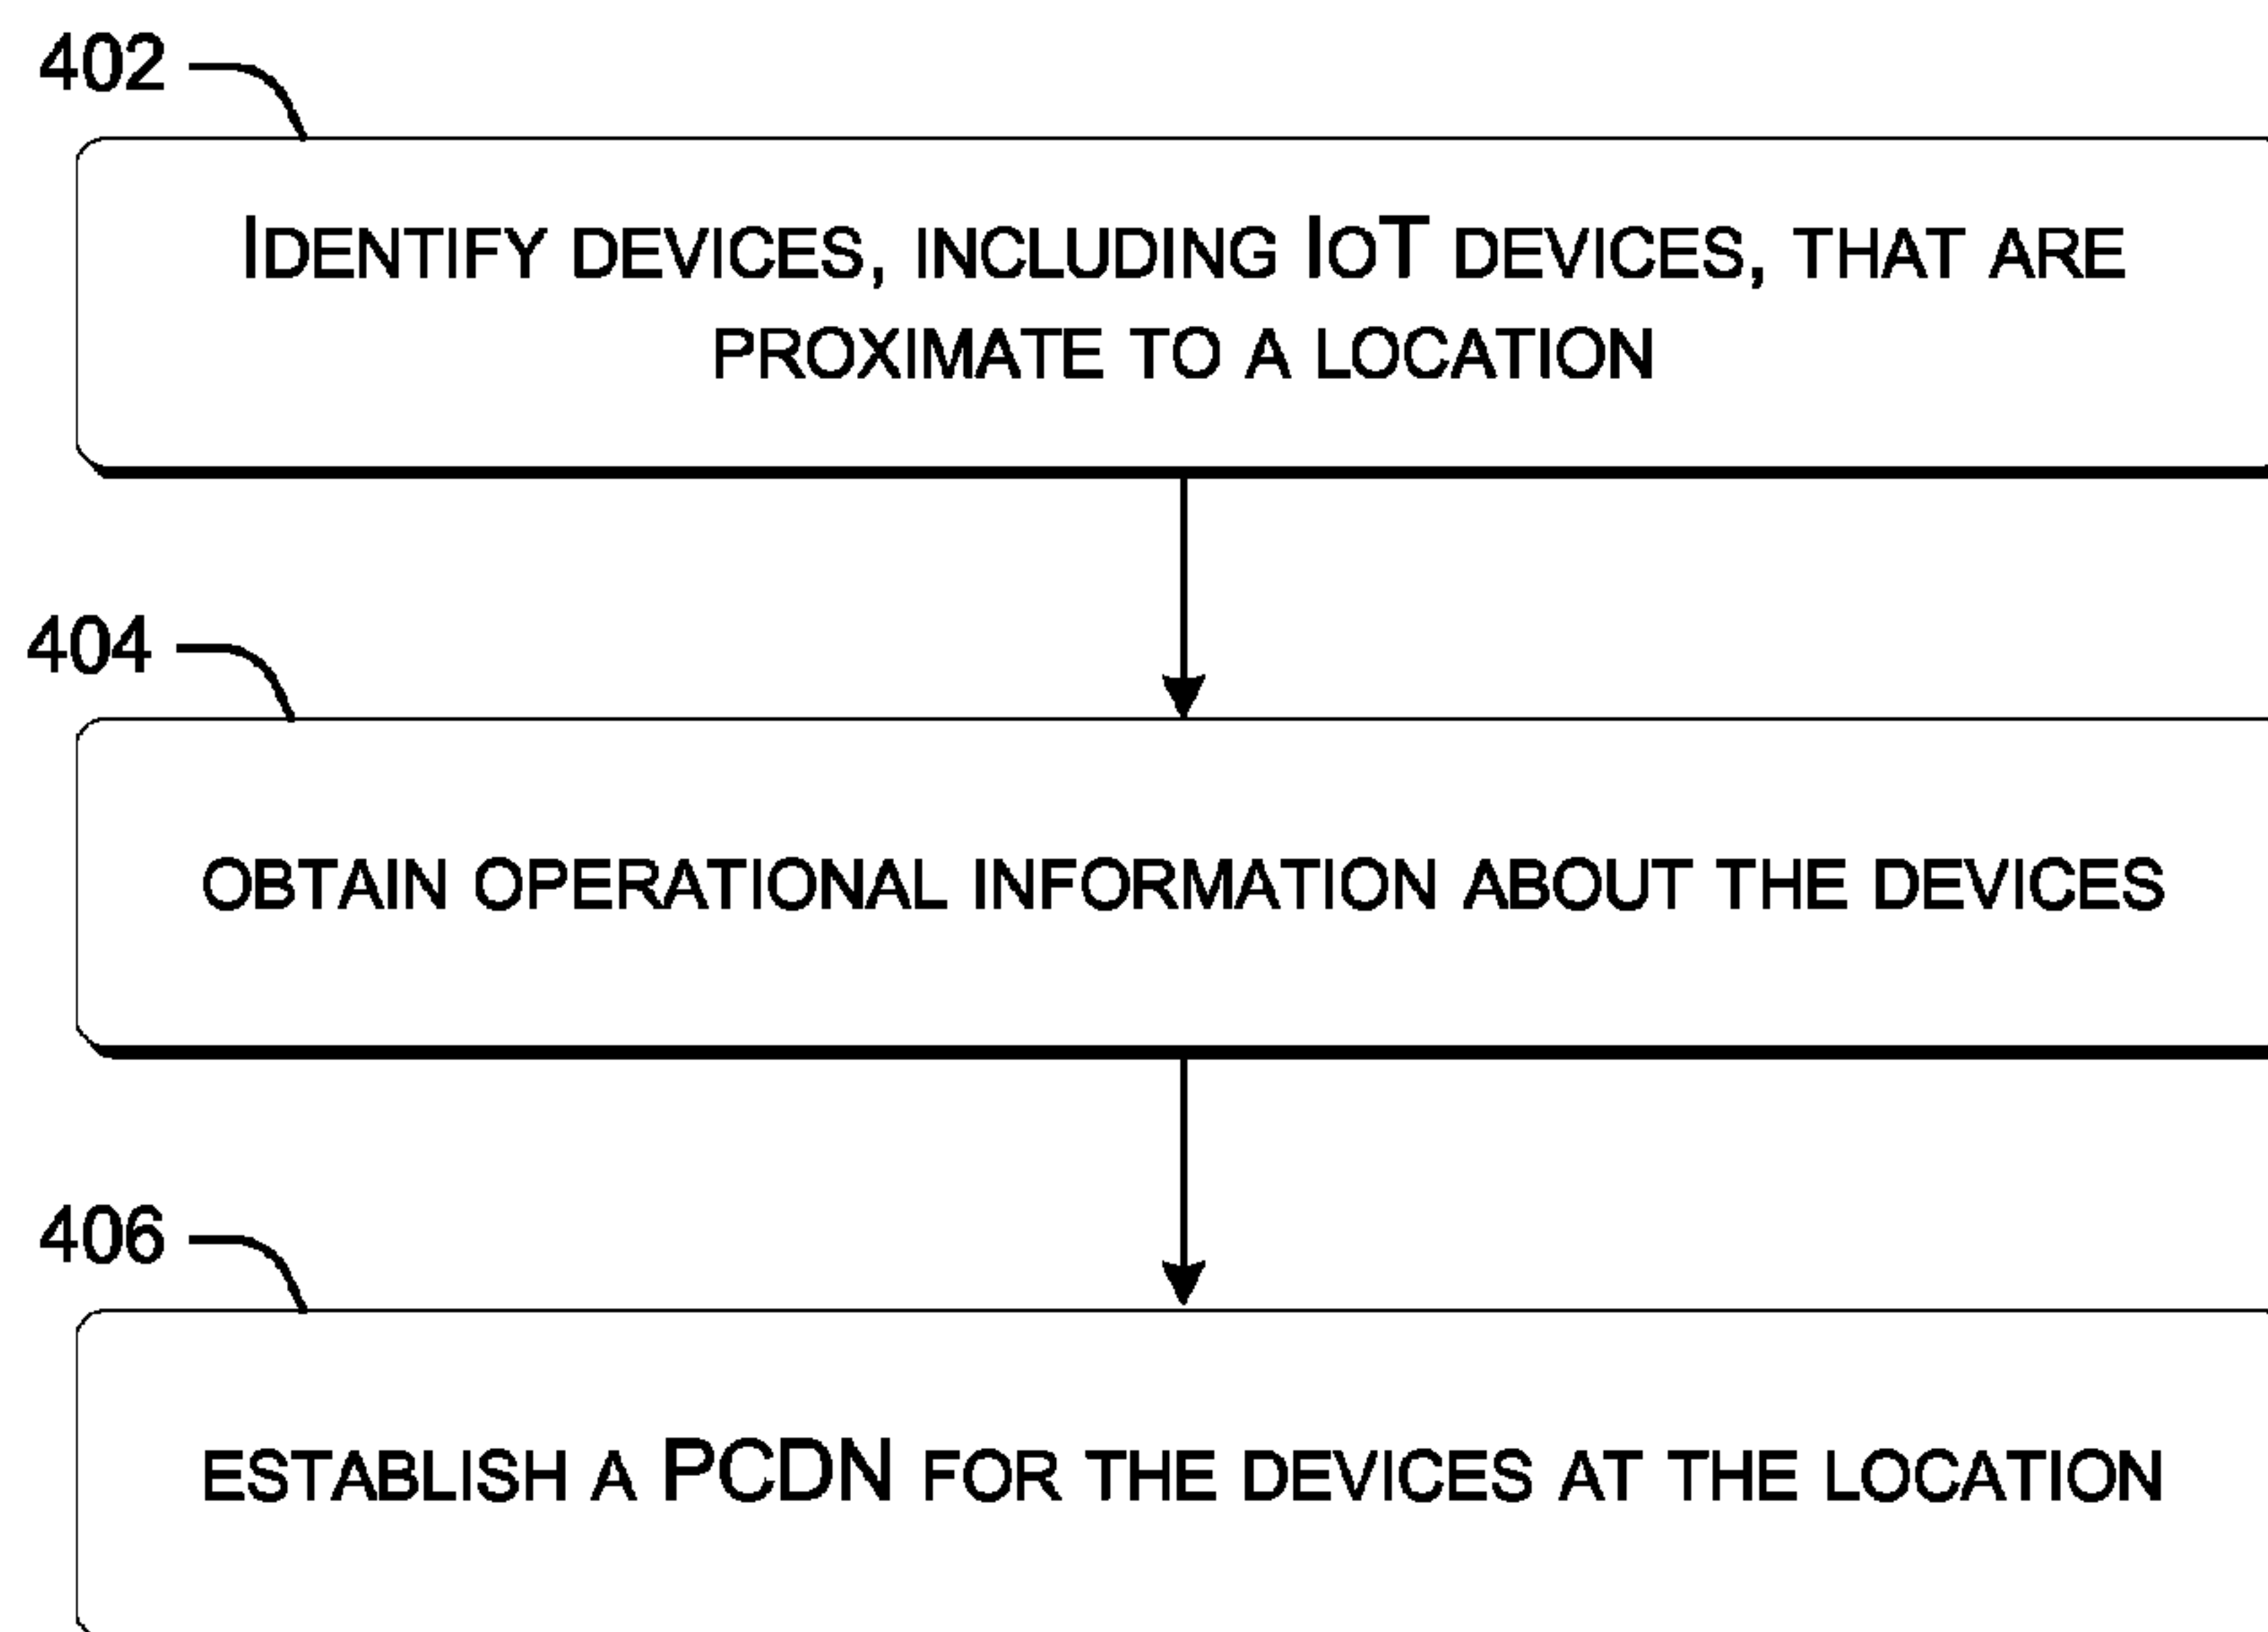 402
IDENTIFY DEVICES, INCLUDING IOT DEVICES, THAT ARE
PROXIMATE TO A LOCATION
404
OBTAIN OPERATIONAL INFORMATION ABOUT THE DEVICES
406
ESTABLISH A PCDN FOR THE DEVICES AT THE LOCATION